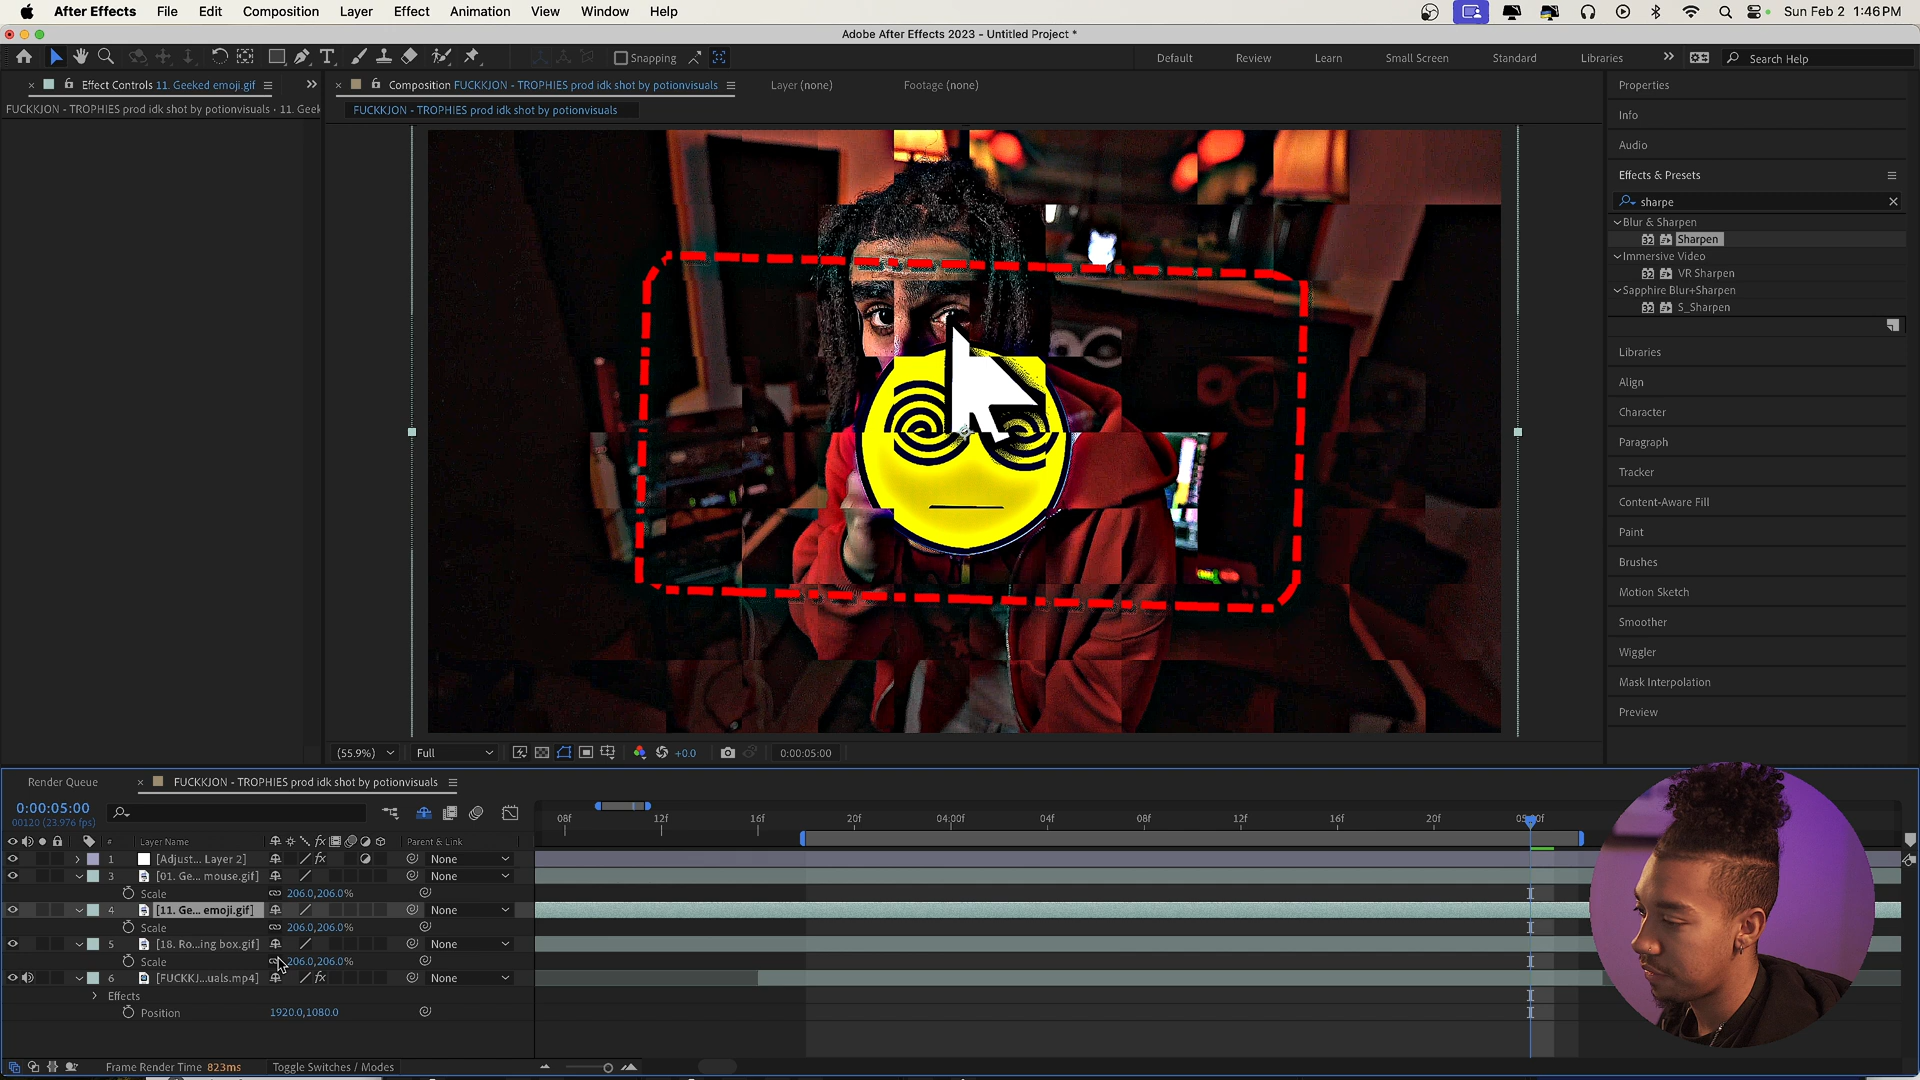 After Effects File Edit Composition Layer Effect Animation View Window Help Sun Feb 2 1:46 PM
Adobe After Effects 2023 - Untitled Project *
Snapping Default Review Learn Small Screen Standard Libraries Search Help
Effect Controls 11. Geeked emoji.gif
Composition FUCKKJON - TROPHIES prod idk shot by potionvisuals
Layer (none)
Footage (none)
Properties
FUCKKJON - TROPHIES prod idk shot by potionvisuals • 11. Geek
FUCKKJON - TROPHIES prod idk shot by potionvisuals
Info
Audio
Effects & Presets
sharpe
Blur & Sharpen
32 Sharpen
Immersive Video
32 VR Sharpen
Sapphire Blur+Sharpen
32 S_Sharpen
Libraries
Align
Character
Paragraph
Tracker
Content-Aware Fill
Paint
Brushes
Motion Sketch
Smoother
Wiggler
Mask Interpolation
Preview
(55.9%) Full +0.0 0:00:05:00
Render Queue
FUCKKJON - TROPHIES prod idk shot by potionvisuals
0:00:05:00
00120 (23.976 fps)
08f 12f 16f 20f 04:00f 04f 08f 12f 16f 20f
# Layer Name fx Parent & Link
1 [Adjust... Layer 2] fx None
3 [01. Ge... mouse.gif] None
Scale 206.0,206.0%
4 [11. Ge... emoji.gif] None
Scale 206.0,206.0%
5 [18. Ro...ing box.gif] None
Scale 206.0,206.0%
6 [FUCKKJ...uals.mp4] fx None
Effects
Position 1920.0,1080.0
Frame Render Time 823ms Toggle Switches / Modes